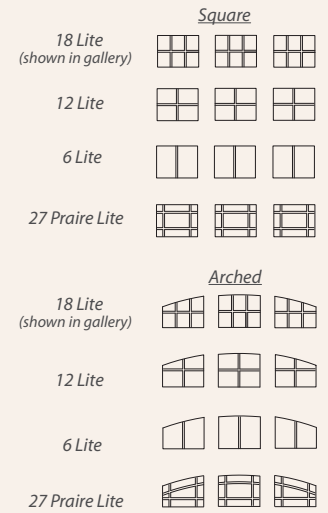 Square
18 Lite
(shown in gallery)
12 Lite
6 Lite
27 Praire Lite
Arched
18 Lite
(shown in gallery)
12 Lite
6 Lite
27 Praire Lite